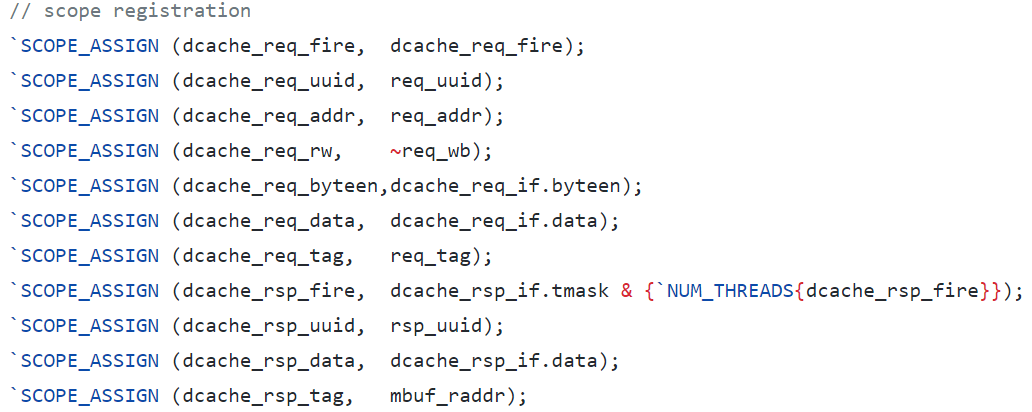 // scope registration
`SCOPE_ASSIGN (dcache_req_fire,  dcache_req_fire);
`SCOPE_ASSIGN (dcache_req_uuid,  req_uuid);
`SCOPE_ASSIGN (dcache_req_addr,  req_addr);
`SCOPE_ASSIGN (dcache_req_rw,    ~req_wb);
`SCOPE_ASSIGN (dcache_req_byteen,dcache_req_if.byteen);
`SCOPE_ASSIGN (dcache_req_data,  dcache_req_if.data);
`SCOPE_ASSIGN (dcache_req_tag,   req_tag);
`SCOPE_ASSIGN (dcache_rsp_fire,  dcache_rsp_if.tmask & {`NUM_THREADS{dcache_rsp_fire}});
`SCOPE_ASSIGN (dcache_rsp_uuid,  rsp_uuid);
`SCOPE_ASSIGN (dcache_rsp_data,  dcache_rsp_if.data);
`SCOPE_ASSIGN (dcache_rsp_tag,   mbuf_raddr);